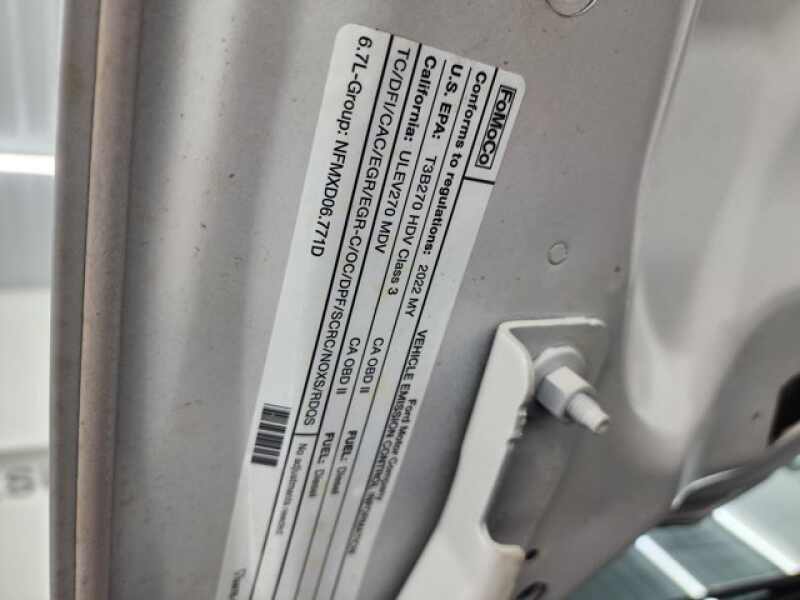 FoMoCo
Ford Motor Company
VEHICLE EMISSION CONTROL INFORMATION
Conforms to regulations: 2022 MY
U.S. EPA: T3B270 HDV Class 3 CA OBD II FUEL: Diesel
California: ULEV270 MDV CA OBD II FUEL: Diesel
TC/DFI/CAC/EGR/EGR-C/OC/DPF/SCRC/NOXS/RDQS No adjustments needed
6.7L-Group: NFMXD06.771D